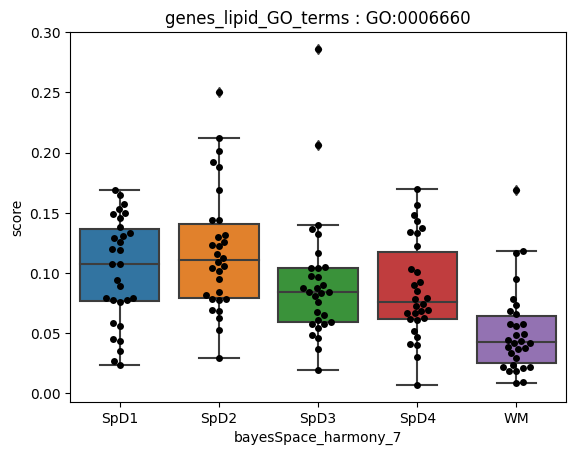 genes_lipid_GO_terms : GO:0006660
0.30
0.25
0.20
0.15
0.10
0.05
0.00
score
SpD1 SpD2 SpD3 SpD4 WM
bayesSpace_harmony_7